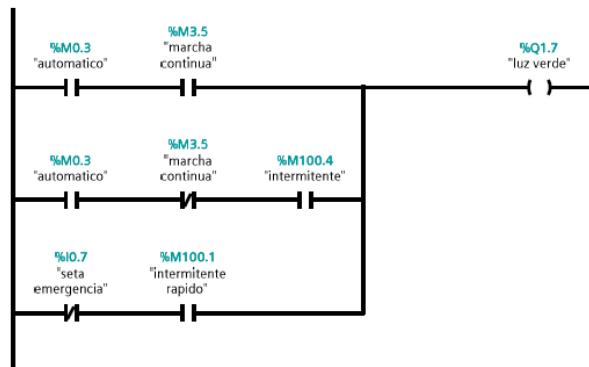 %M0.3
"automatico"
%M3.5
"marcha
continua"
%Q1.7
"luz verde"
%M0.3
"automatico"
%M3.5
"marcha
continua"
%M100.4
"intermitente"
%I0.7
"seta
emergencia"
%M100.1
"intermitente
rapido"